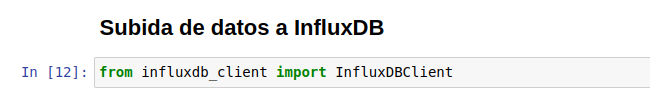 Subida de datos a InfluxDB
In [12]: from influxdb_client import InfluxDBClient